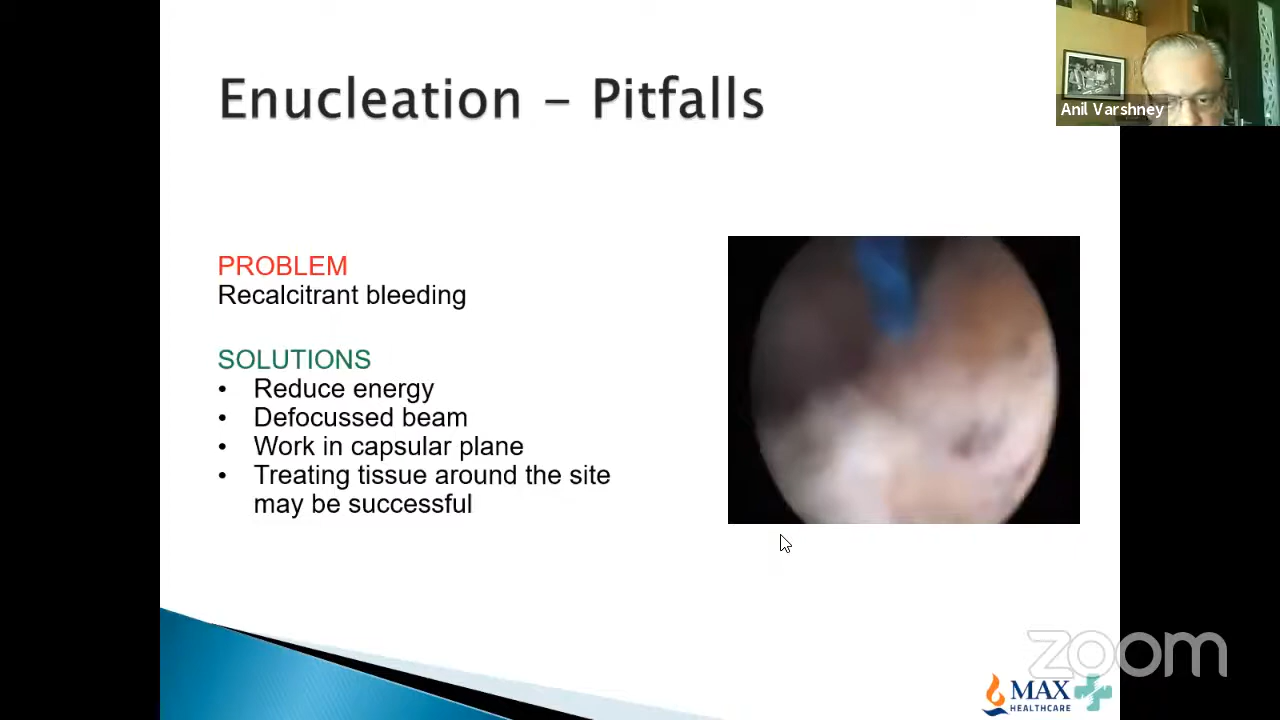 Enucleation – Pitfalls
Anil Varshney
PROBLEM
Recalcitrant bleeding
SOLUTIONS
• Reduce energy
• Defocussed beam
• Work in capsular plane
• Treating tissue around the site
may be successful
zoom
MAX
HEALTHCARE